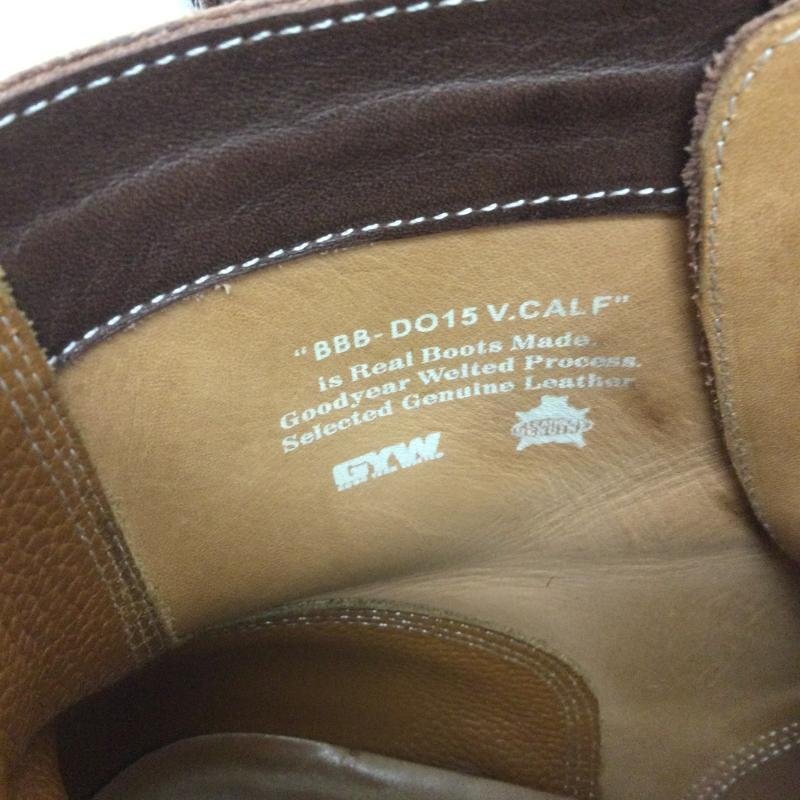 "BBB-DO15 V.CALF"
is Real Boots Made.
Goodyear Welted Process.
Selected Genuine Leather
GYW.